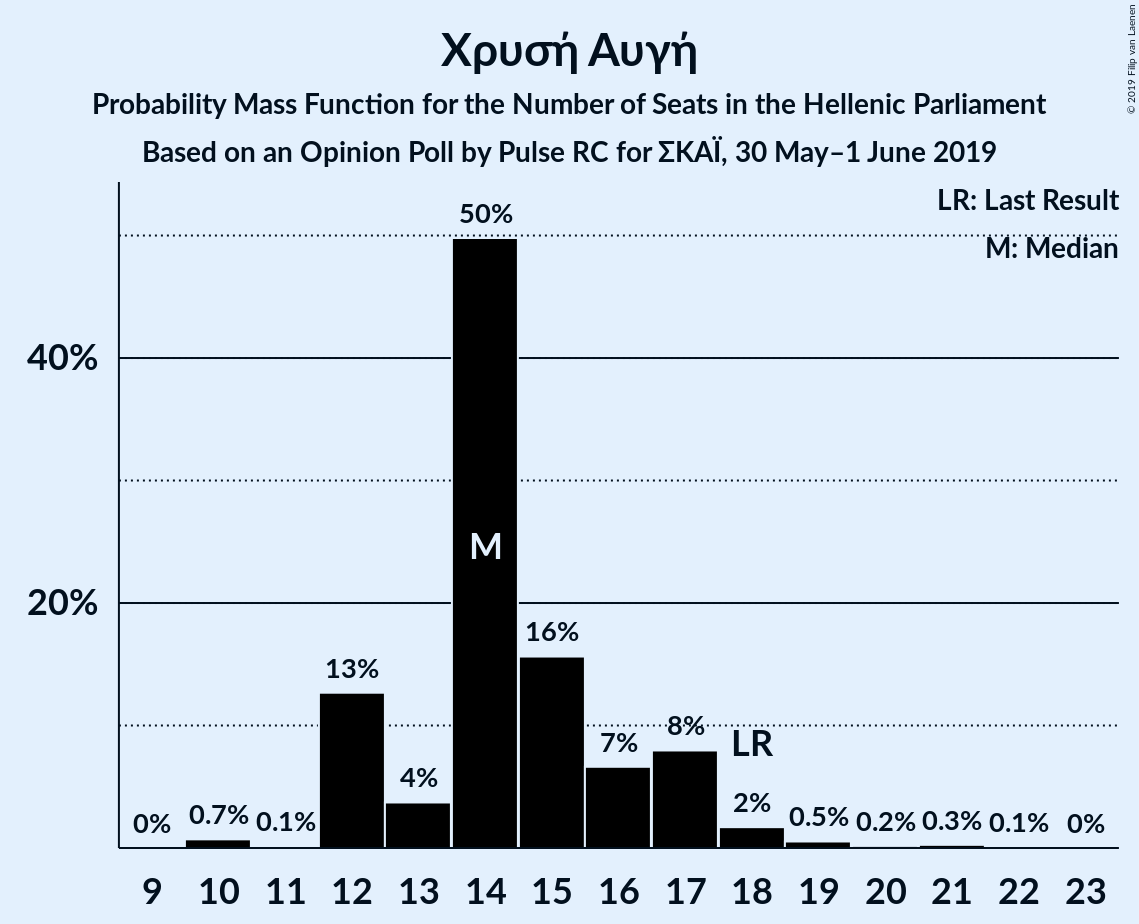 Χρυσή Αυγή
Probability Mass Function for the Number of Seats in the Hellenic Parliament
Based on an Opinion Poll by Pulse RC for ΣΚΑΪ, 30 May–1 June 2019
© 2019 Filip van Laenen
LR: Last Result
M: Median
40%
20%
0%
0.7%
0.1%
13%
4%
50%
M
16%
7%
8%
LR
2%
0.5%
0.2%
0.3%
0.1%
0%
9 10 11 12 13 14 15 16 17 18 19 20 21 22 23